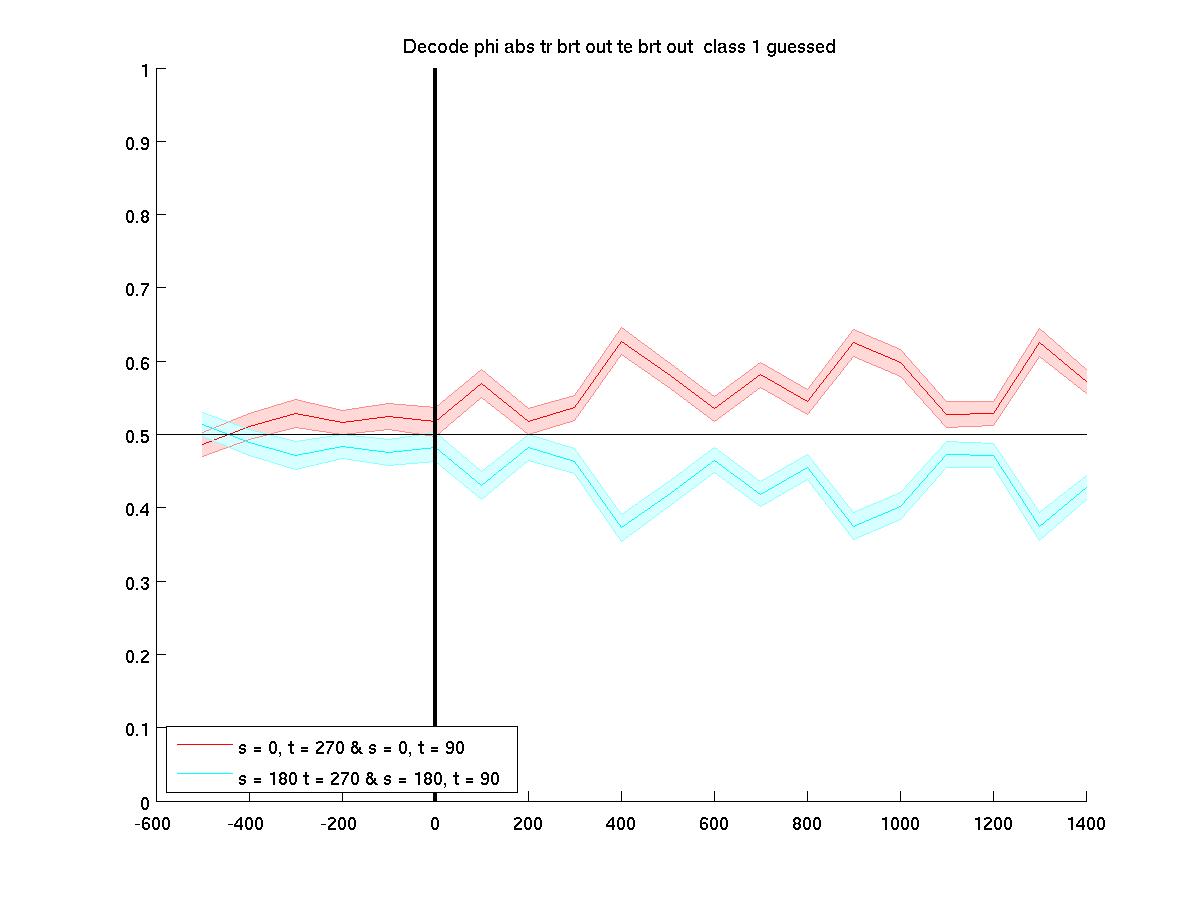 Decode phi abs tr brt out te brt out  class 1 guessed
1
0.9
0.8
0.7
0.6
0.5
0.4
0.3
0.2
0.1
0
s = 0, t = 270 & s = 0, t = 90
s = 180 t = 270 & s = 180, t = 90
-600 -400 -200 0 200 400 600 800 1000 1200 1400